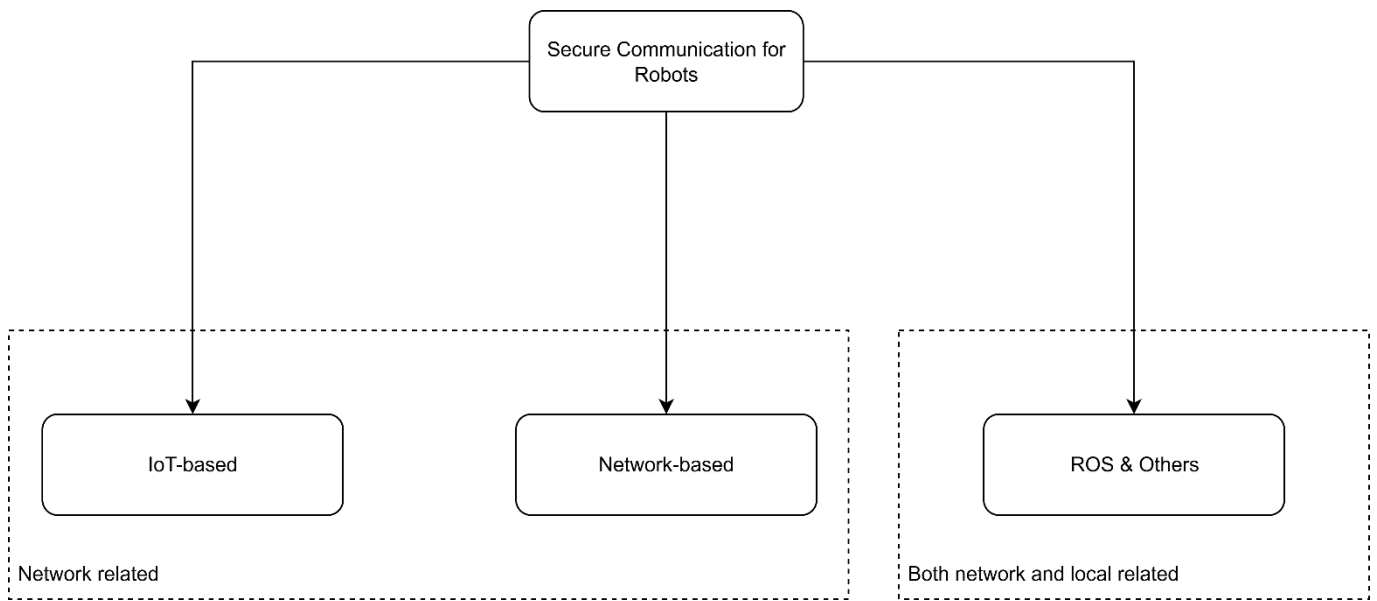 Secure Communication for
Robots
IoT-based
Network-based
ROS & Others
Network related
Both network and local related